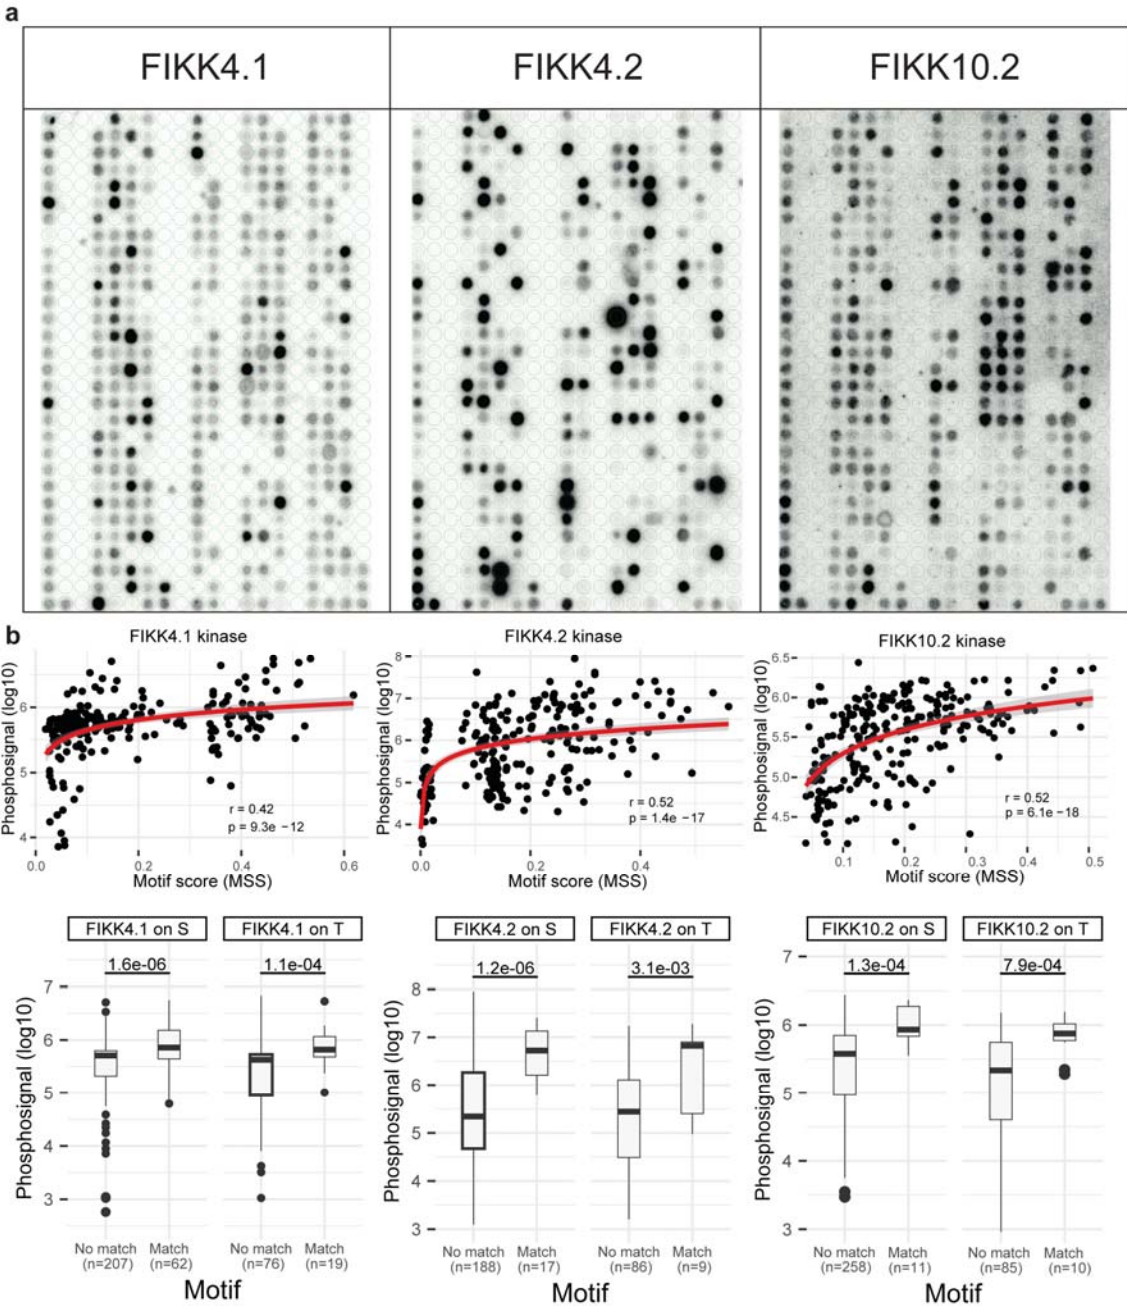 a
FIKK4.1 FIKK4.2 FIKK10.2
b
FIKK4.1 kinase FIKK4.2 kinase FIKK10.2 kinase
Phosphosignal (log10)
6
5
4
r = 0.42
p = 9.3e −12
0.0 0.2 0.4 0.6
Motif score (MSS)
Phosphosignal (log10)
8
7
6
5
4
r = 0.52
p = 1.4e −17
0.0 0.2 0.4
Motif score (MSS)
Phosphosignal (log10)
6.5
6.0
5.5
5.0
4.5
r = 0.52
p = 6.1e −18
0.1 0.2 0.3 0.4 0.5
Motif score (MSS)
FIKK4.1 on S FIKK4.1 on T
1.6e-06 1.1e-04
Phosphosignal (log10)
7
6
5
4
3
No match Match No match Match
(n=207) (n=62) (n=76) (n=19)
Motif
FIKK4.2 on S FIKK4.2 on T
1.2e-06 3.1e-03
Phosphosignal (log10)
8
7
6
5
4
3
No match Match No match Match
(n=188) (n=17) (n=86) (n=9)
Motif
FIKK10.2 on S FIKK10.2 on T
1.3e-04 7.9e-04
Phosphosignal (log10)
7
6
5
4
3
No match Match No match Match
(n=258) (n=11) (n=85) (n=10)
Motif